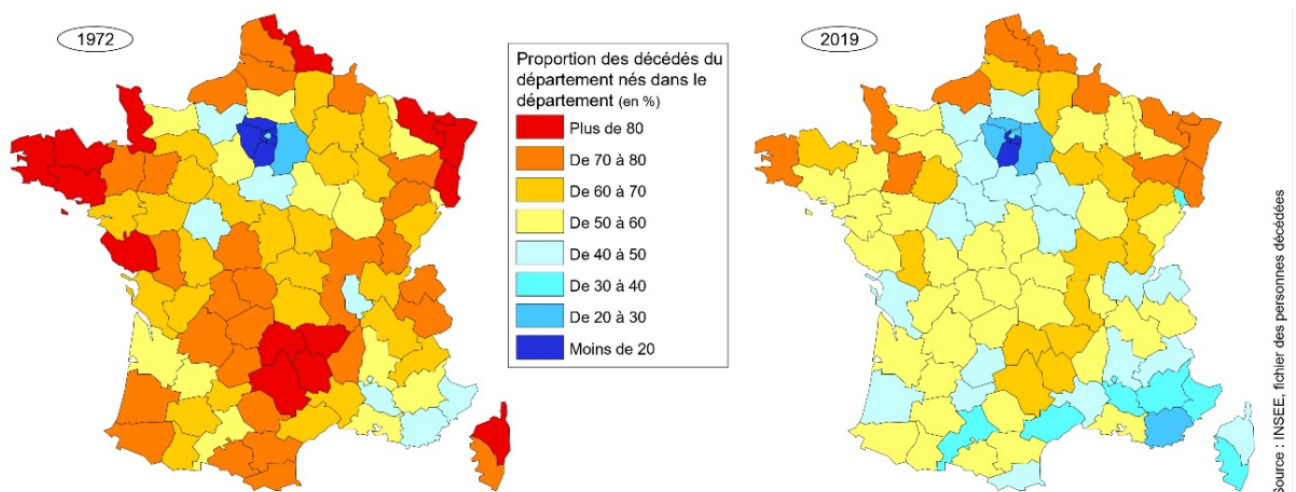 1972
Proportion des décédés du
département nés dans le
département (en %)
Plus de 80
De 70 à 80
De 60 à 70
De 50 à 60
De 40 à 50
De 30 à 40
De 20 à 30
Moins de 20
2019
Source : INSEE, fichier des personnes décédées